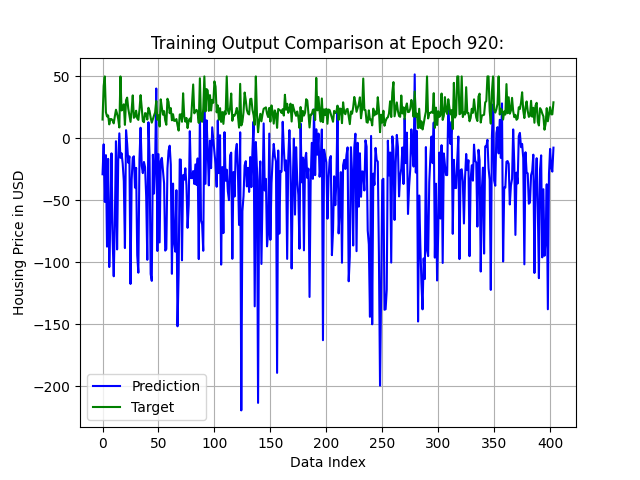 Training Output Comparison at Epoch 920:
Housing Price in USD
50
0
−50
−100
−150
−200
Prediction
Target
0 50 100 150 200 250 300 350 400
Data Index